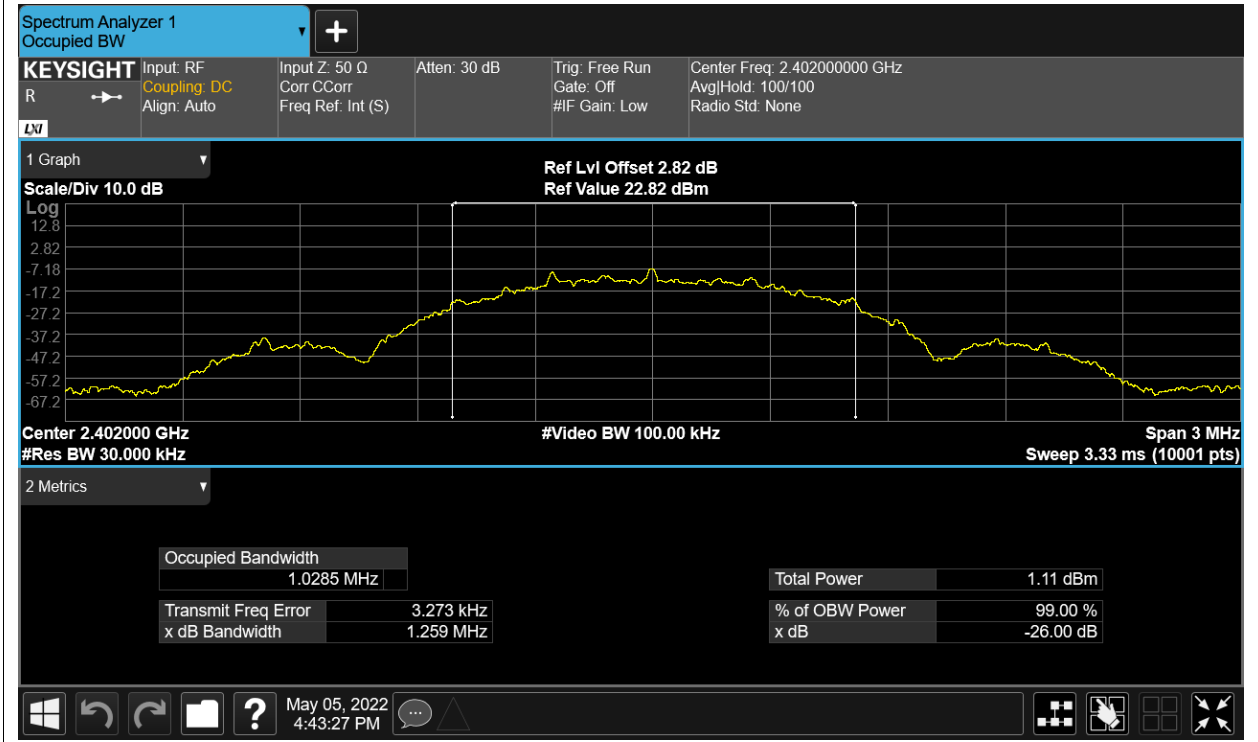 Spectrum Analyzer 1
Occupied BW
KEYSIGHT
R
LXI
Input: RF
Coupling: DC
Align: Auto
Input Z: 50 Ω
Corr CCorr
Freq Ref: Int (S)
Atten: 30 dB
Trig: Free Run
Gate: Off
#IF Gain: Low
Center Freq: 2.402000000 GHz
Avg|Hold: 100/100
Radio Std: None
1 Graph
Scale/Div 10.0 dB
Ref Lvl Offset 2.82 dB
Ref Value 22.82 dBm
Log
12.8
2.82
-7.18
-17.2
-27.2
-37.2
-47.2
-57.2
-67.2
Center 2.402000 GHz
#Res BW 30.000 kHz
#Video BW 100.00 kHz
Span 3 MHz
Sweep 3.33 ms (10001 pts)
2 Metrics
Occupied Bandwidth
1.0285 MHz
Transmit Freq Error 3.273 kHz
x dB Bandwidth 1.259 MHz
Total Power 1.11 dBm
% of OBW Power 99.00 %
x dB -26.00 dB
?
May 05, 2022
4:43:27 PM